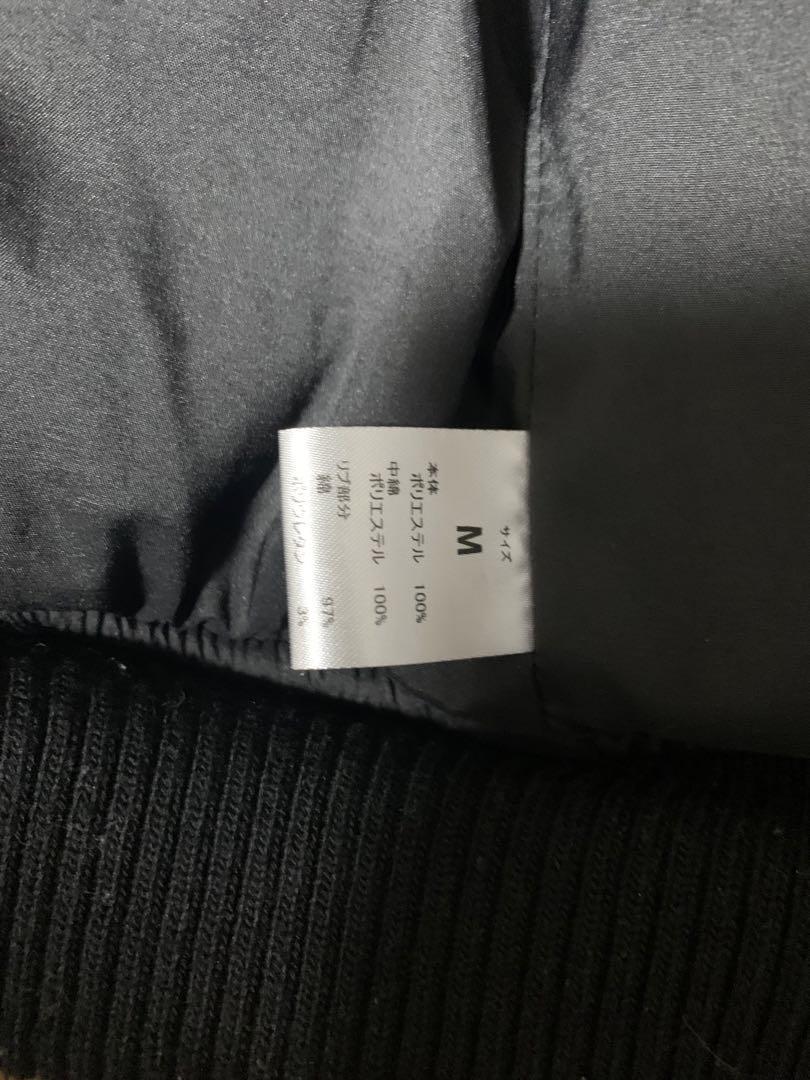 サイズ
M
本体
ポリエステル 100%
中綿
ポリエステル 100%
リブ部分
綿 97%
ポリウレタン 3%